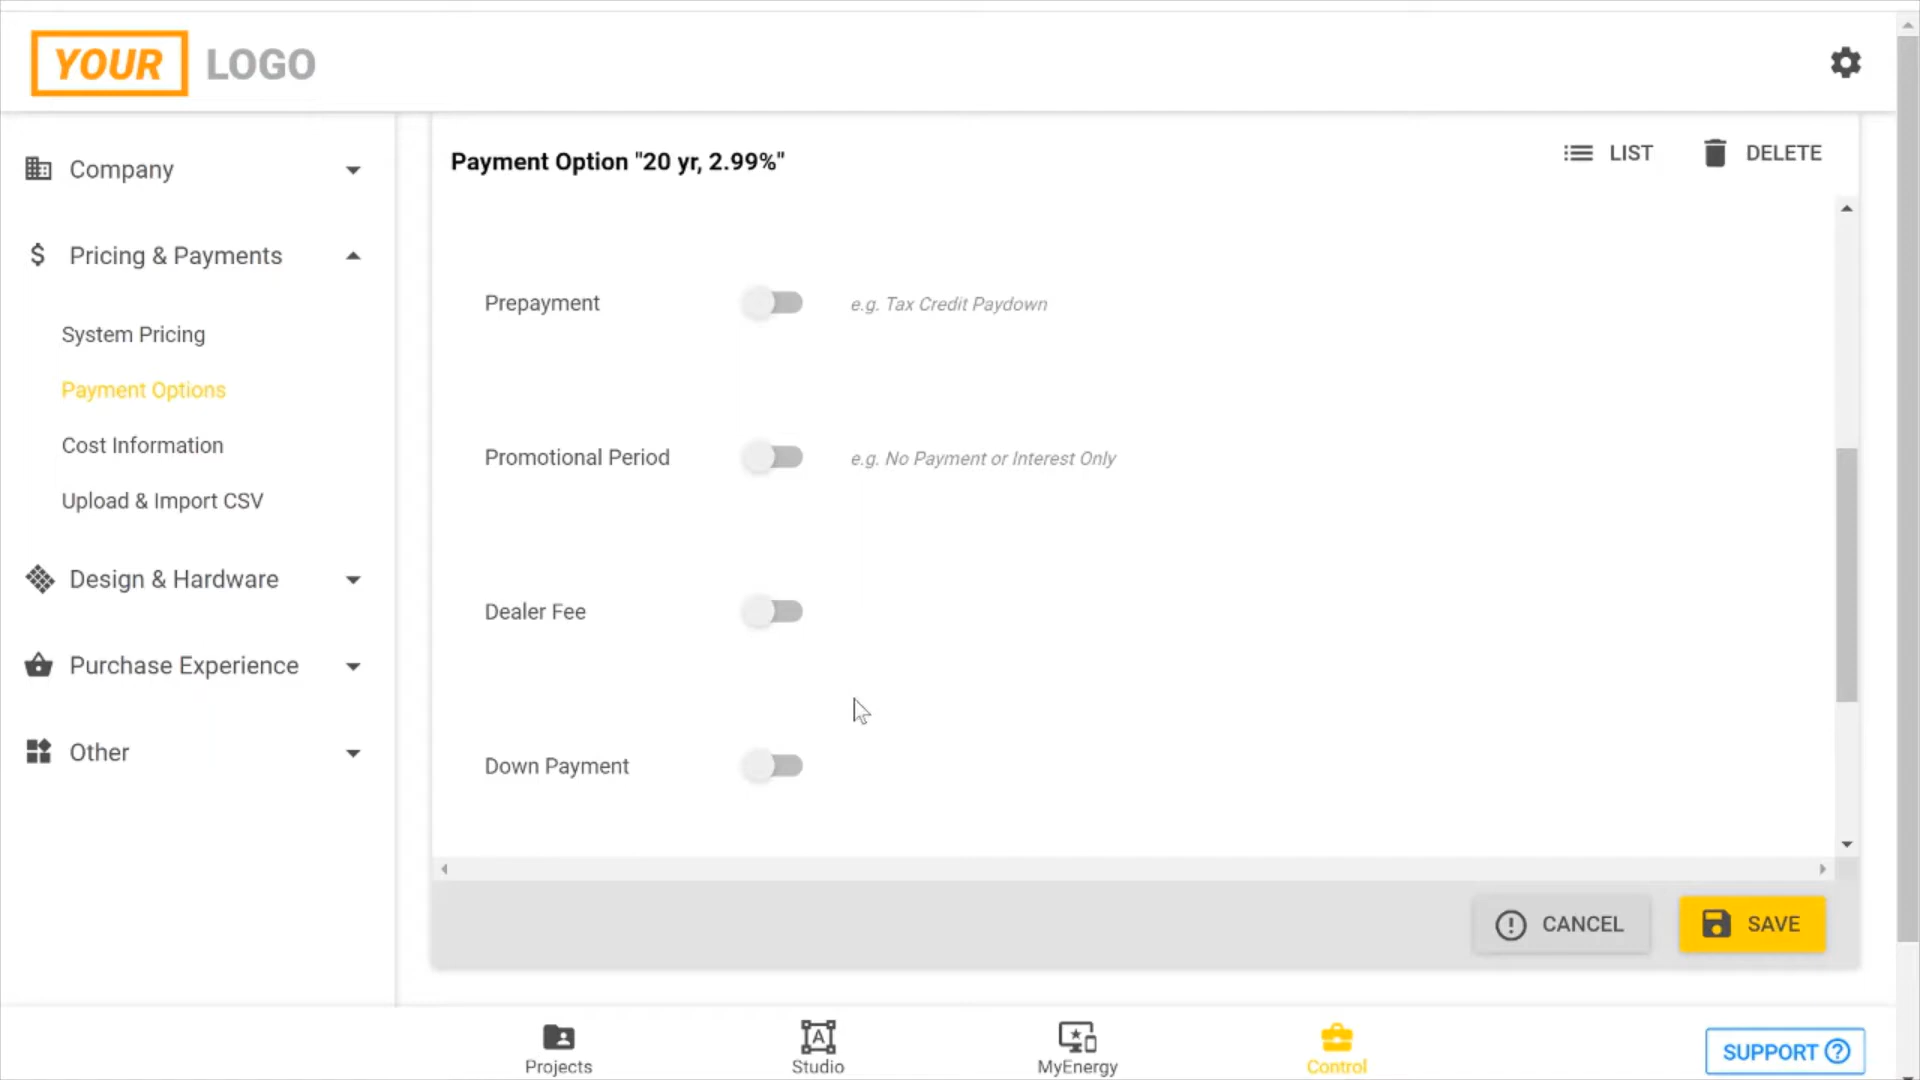 YOUR LOGO
Company
Pricing & Payments
System Pricing
Payment Options
Cost Information
Upload & Import CSV
Design & Hardware
Purchase Experience
Other
Payment Option "20 yr, 2.99%"
LIST
DELETE
Prepayment
e.g. Tax Credit Paydown
Promotional Period
e.g. No Payment or Interest Only
Dealer Fee
Down Payment
CANCEL
SAVE
Projects
Studio
MyEnergy
Control
SUPPORT